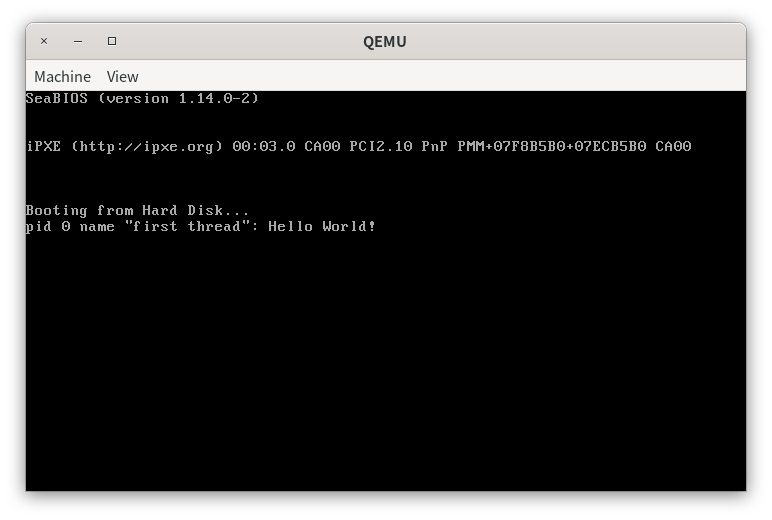 QEMU
Machine View
SeaBIOS (version 1.14.0-2)
iPXE (http://ipxe.org) 00:03.0 CA00 PCI2.10 PnP PMM+07F8B5B0+07ECB5B0 CA00
Booting from Hard Disk...
pid 0 name "first thread": Hello World!